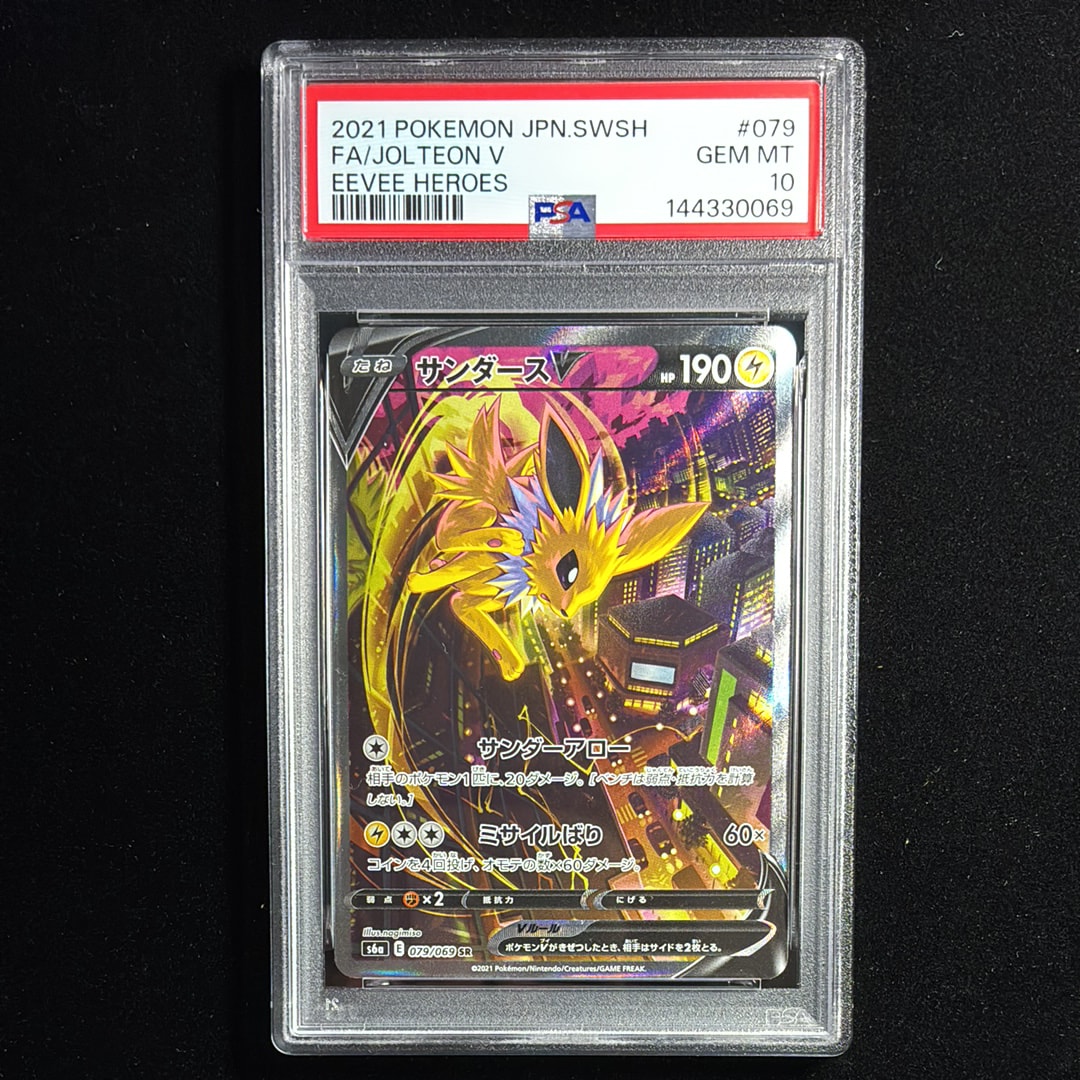 2021 POKEMON JPN.SWSH #079
FA/JOLTEON V GEM MT
EEVEE HEROES 10
PSA 144330069
たね サンダースV HP 190
サンダーアロー
相手のポケモン1匹に、20ダメージ。[ベンチは弱点・抵抗力を計算
しない。]
ミサイルばり 60×
コインを4回投げ、オモテの数×60ダメージ。
弱点 ×2 抵抗力 にげる
Illus. nagimiso
Vルール
s6a E 079/069 SR
ポケモンVがきぜつしたとき、相手はサイドを2枚とる。
©2021 Pokémon/Nintendo/Creatures/GAME FREAK.
PSA